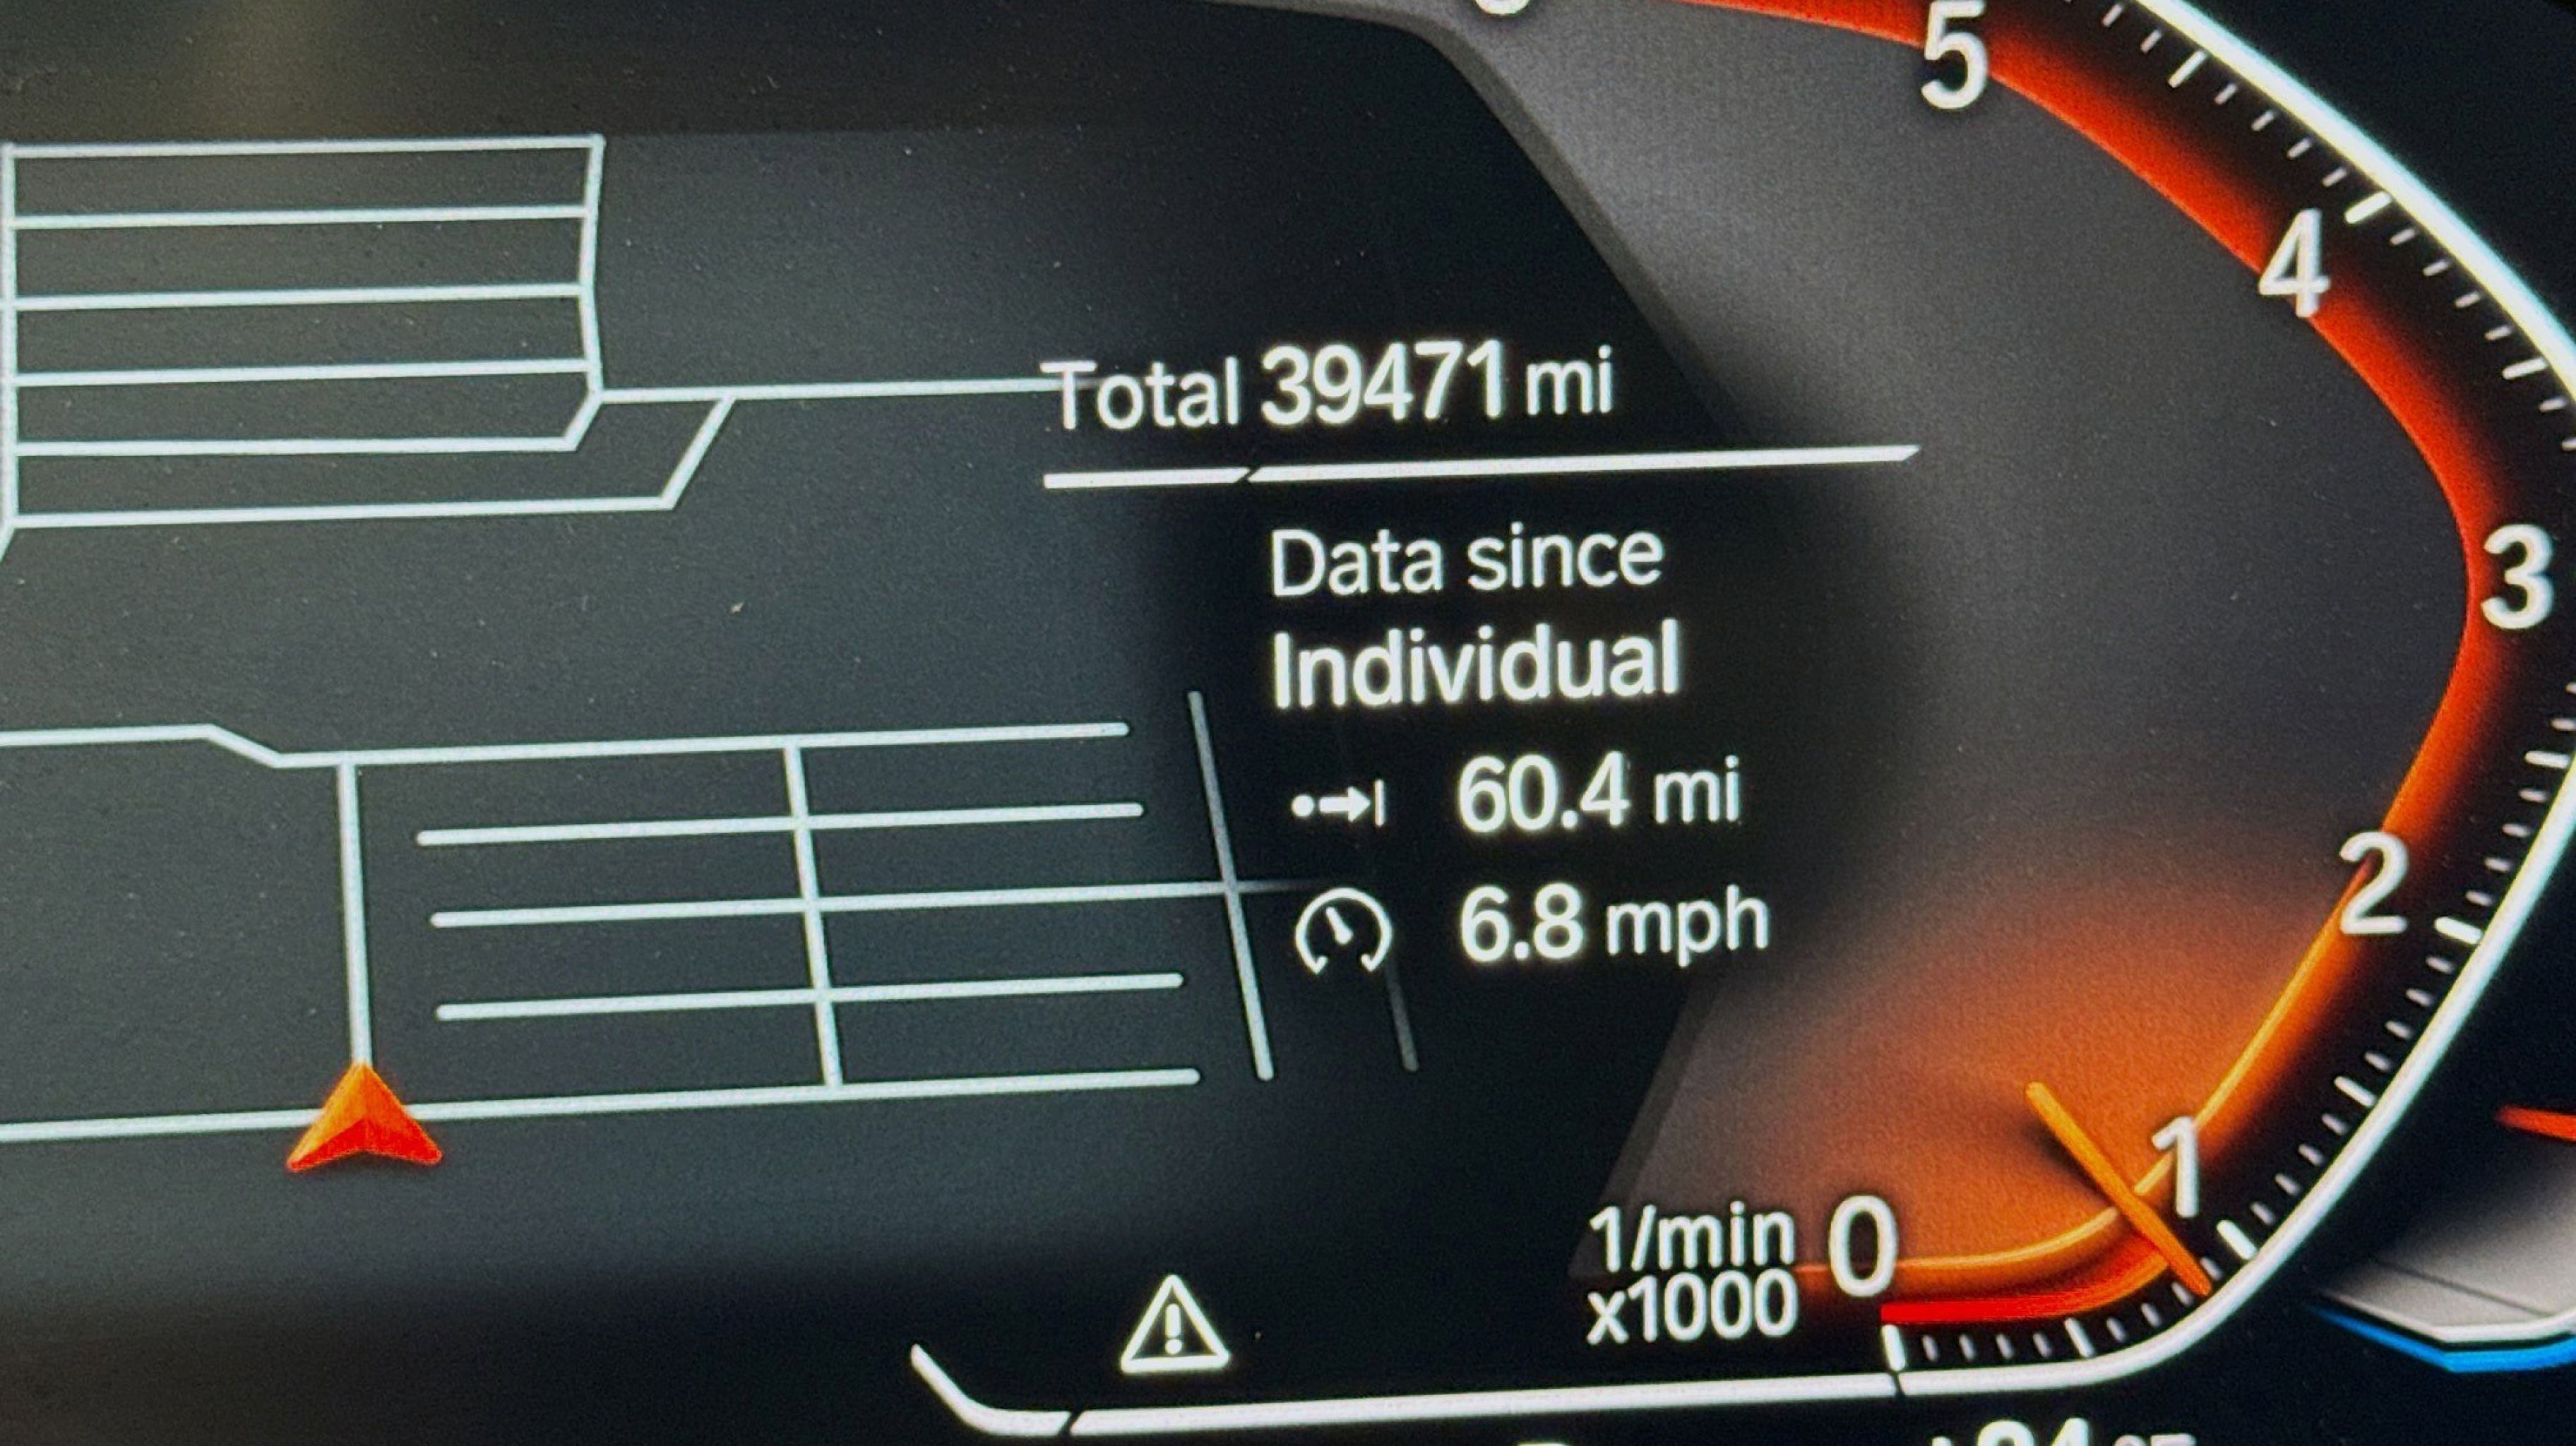 5
4
Total 39471 mi
Data since
3
Individual
60.4 mi
2
6.8 mph
1
1/min 0
x1000